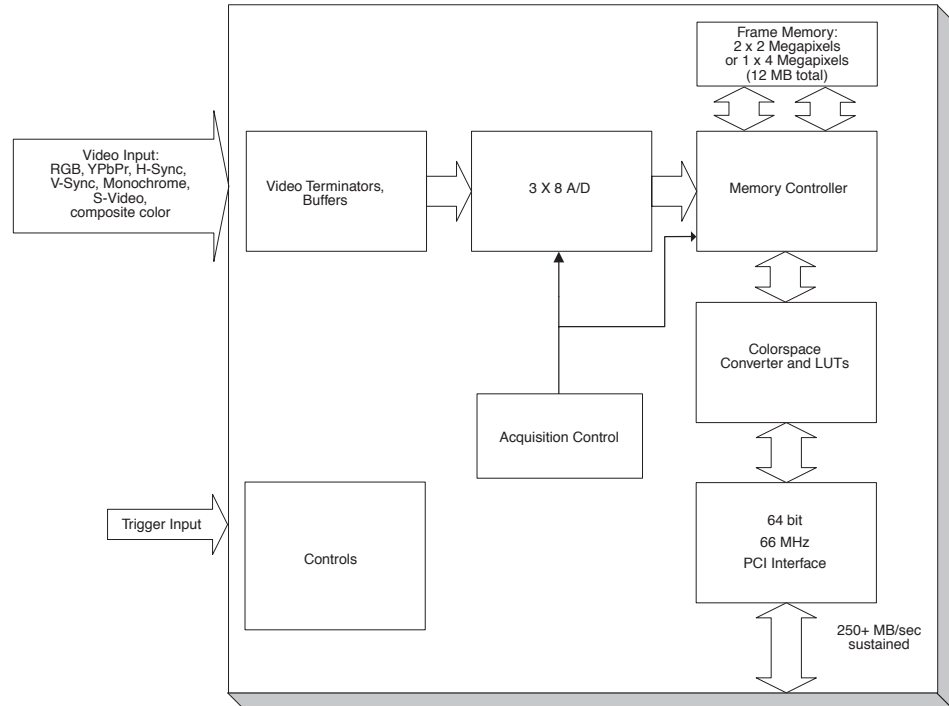 Frame Memory:
2 x 2 Megapixels
or 1 x 4 Megapixels
(12 MB total)
Video Input:
RGB, YPbPr, H-Sync,
V-Sync, Monochrome,
S-Video,
composite color
Video Terminators,
Buffers
3 X 8 A/D
Memory Controller
Colorspace
Converter and LUTs
Acquisition Control
Trigger Input
Controls
64 bit
66 MHz
PCI Interface
250+ MB/sec
sustained